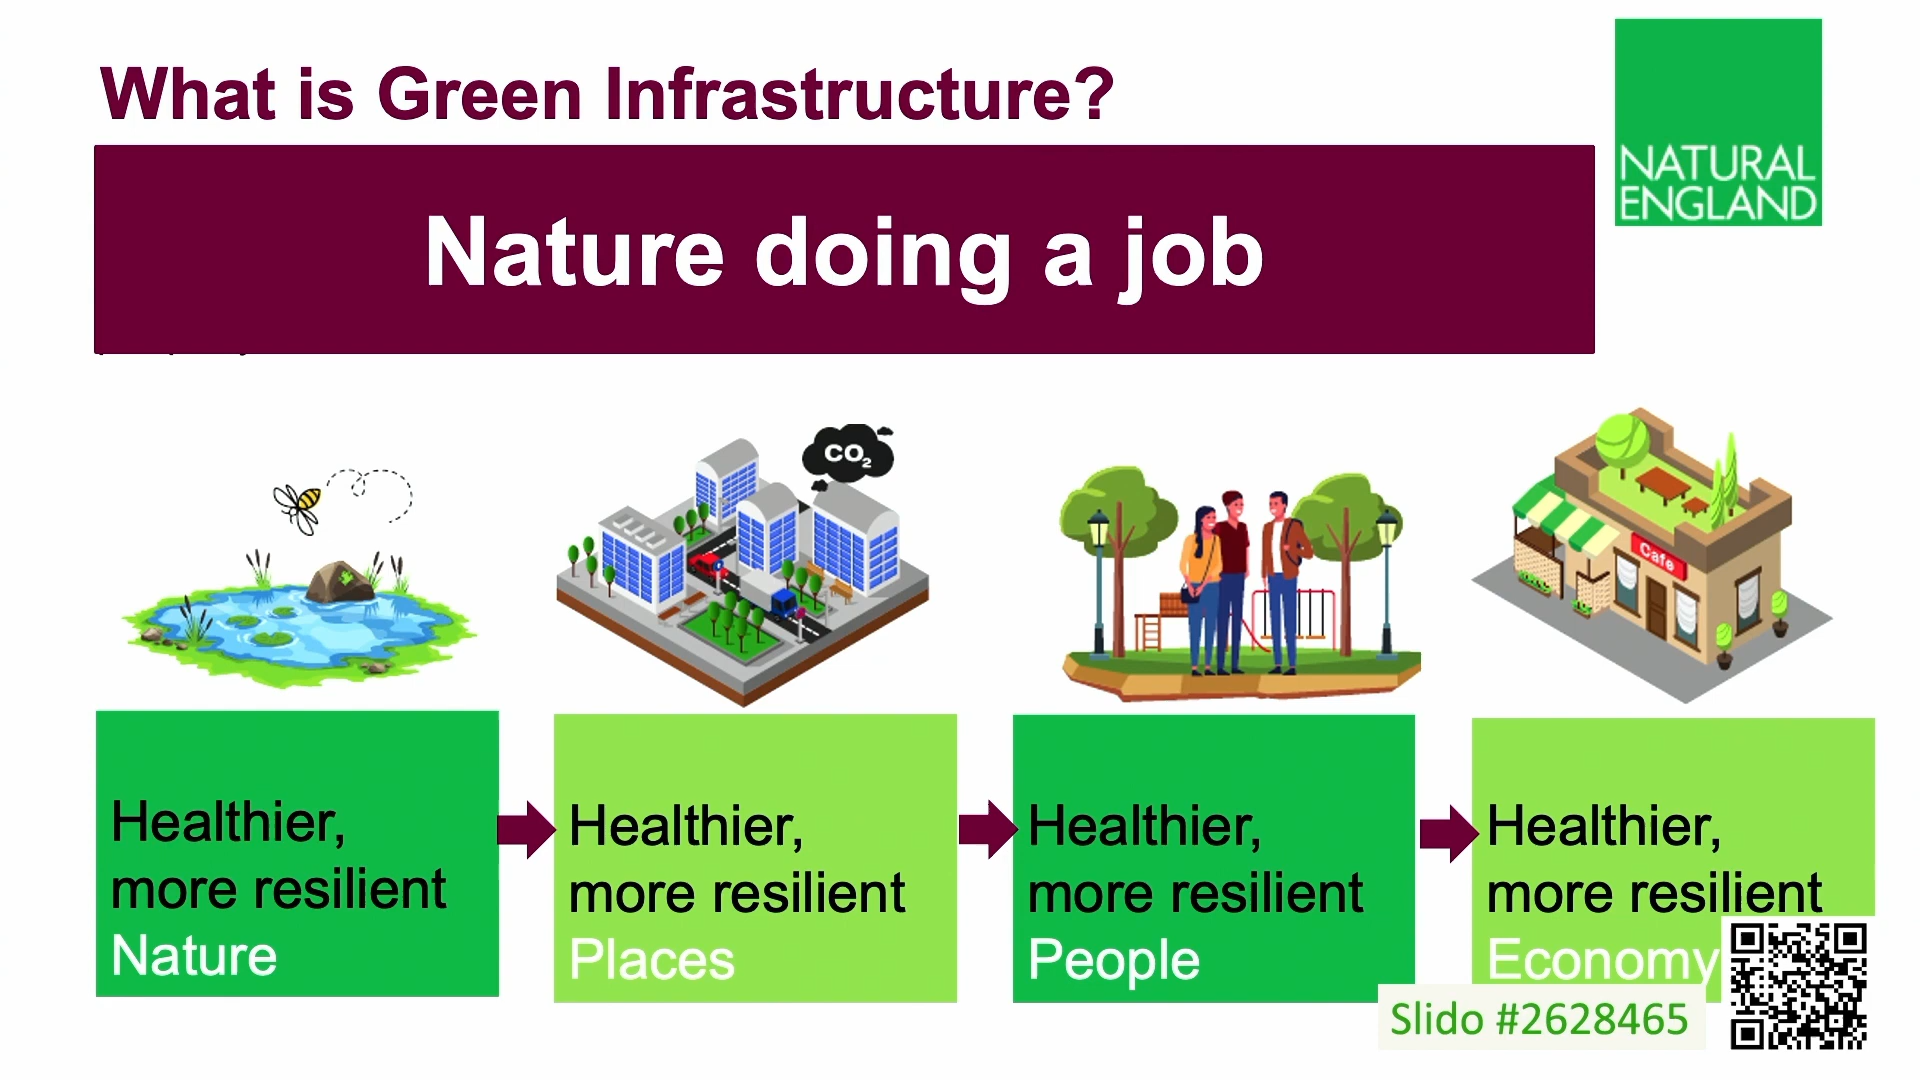 What is Green Infrastructure?
NATURAL
ENGLAND
Nature doing a job
CO₂
Cafe
Healthier,
more resilient
Nature
Healthier,
more resilient
Places
Healthier,
more resilient
People
Healthier,
more resilient
Economy
Slido #2628465